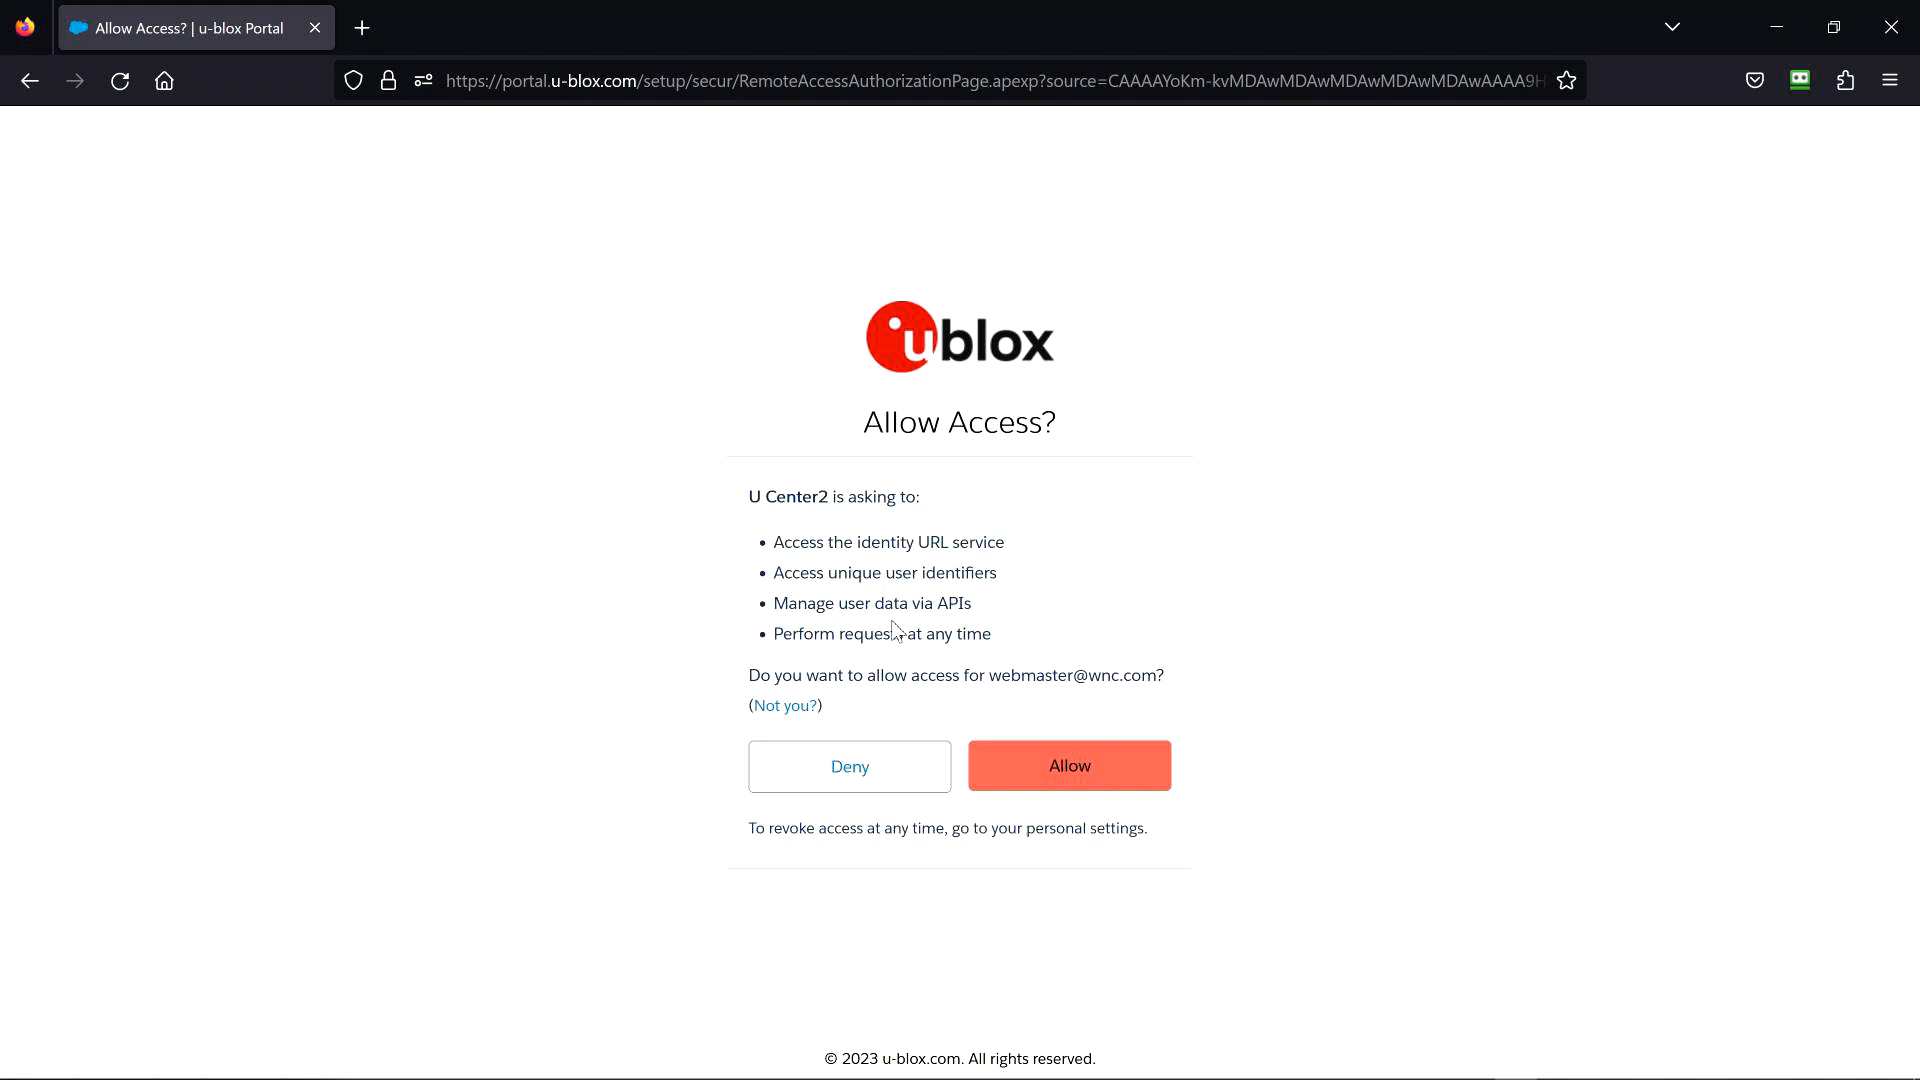 Allow Access? | u-blox Portal
https://portal.u-blox.com/setup/secur/RemoteAccessAuthorizationPage.apexp?source=CAAAAYoKm-kvMDAwMDAwMDAwMDAwMDAwAAAA9H
ublox
Allow Access?
U Center2 is asking to:
• Access the identity URL service
• Access unique user identifiers
• Manage user data via APIs
• Perform reques at any time
Do you want to allow access for webmaster@wnc.com?
(Not you?)
Deny
Allow
To revoke access at any time, go to your personal settings.
© 2023 u-blox.com. All rights reserved.